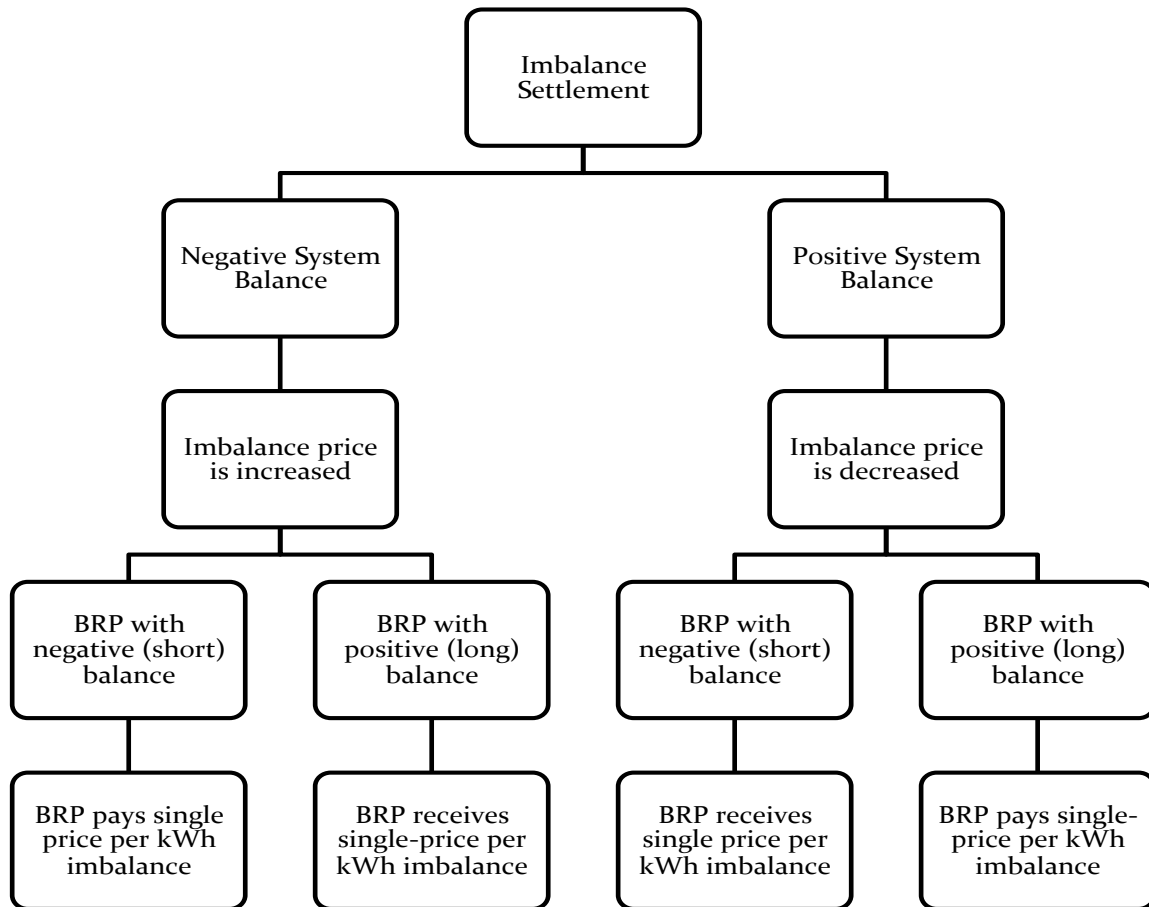 Imbalance
Settlement
Negative System
Balance
Positive System
Balance
Imbalance price
is increased
Imbalance price
is decreased
BRP with
negative (short)
balance
BRP with
positive (long)
balance
BRP with
negative (short)
balance
BRP with
positive (long)
balance
BRP pays single
price per kWh
imbalance
BRP receives
single-price per
kWh imbalance
BRP receives
single price per
kWh imbalance
BRP pays single-
price per kWh
imbalance